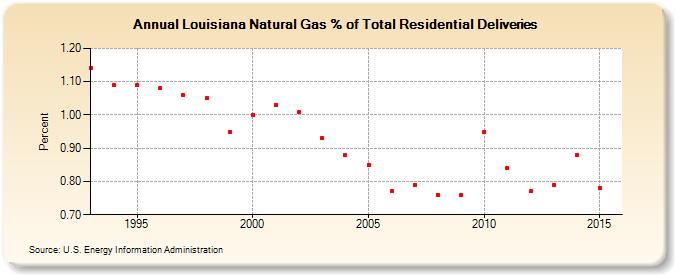 Annual Louisiana Natural Gas % of Total Residential Deliveries
Percent
1.20
1.10
1.00
0.90
0.80
0.70
1995 2000 2005 2010 2015
Source: U.S. Energy Information Administration